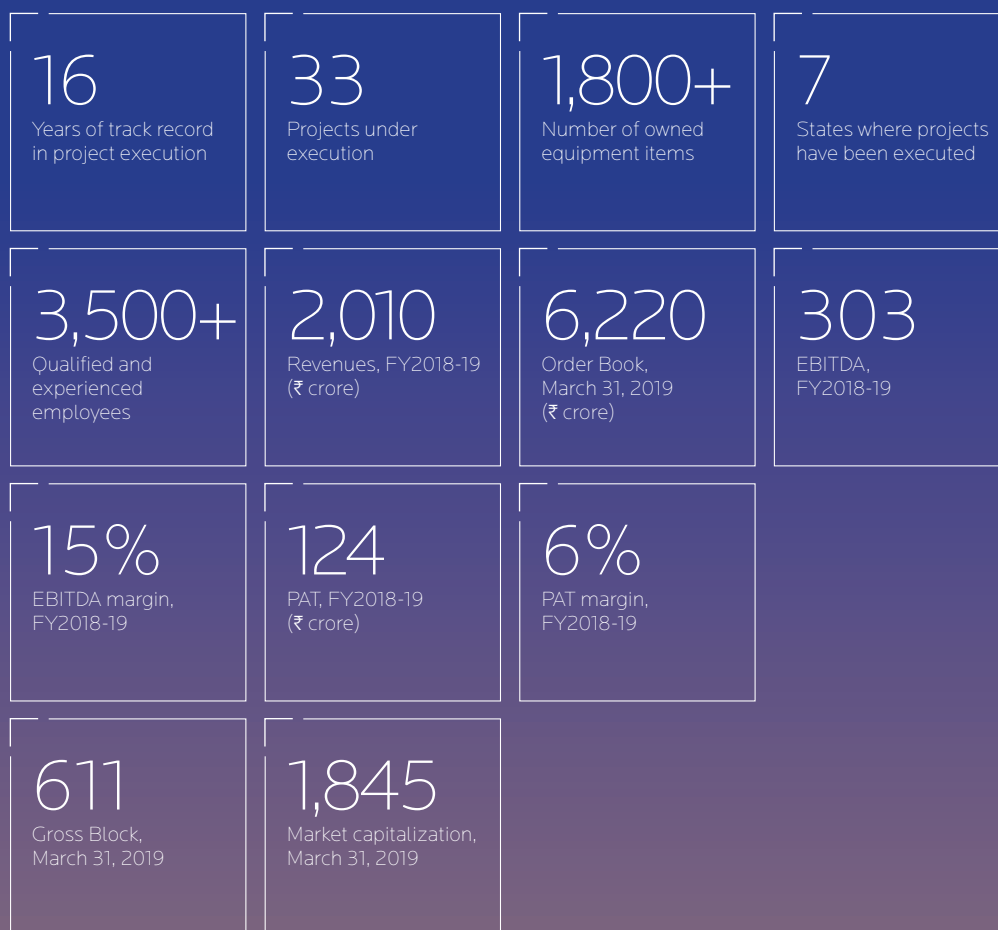 16
Years of track record
in project execution
33
Projects under
execution
1,800+
Number of owned
equipment items
7
States where projects
have been executed
3,500+
Qualified and
experienced
employees
2,010
Revenues, FY2018-19
(₹ crore)
6,220
Order Book,
March 31, 2019
(₹ crore)
303
EBITDA,
FY2018-19
15%
EBITDA margin,
FY2018-19
124
PAT, FY2018-19
(₹ crore)
6%
PAT margin,
FY2018-19
611
Gross Block,
March 31, 2019
1,845
Market capitalization,
March 31, 2019